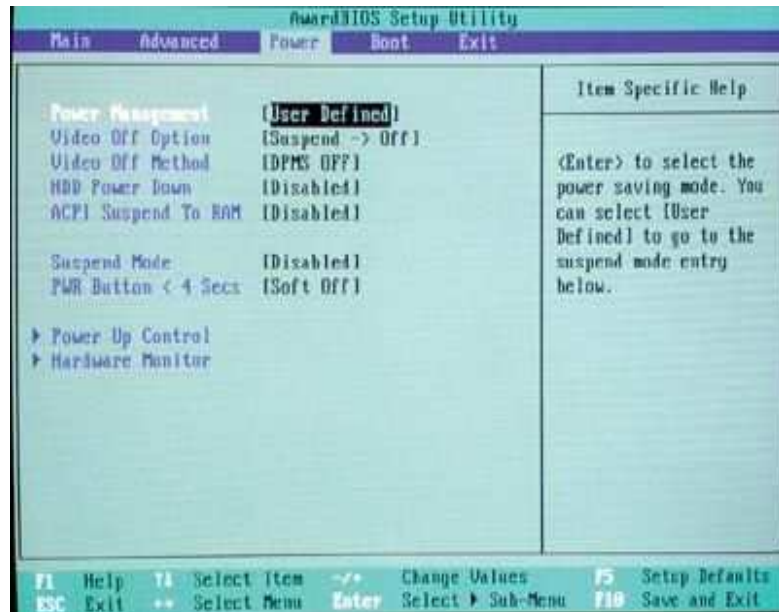 AwardBIOS Setup Utility
Main Advanced Power Boot Exit
Power Management [User Defined]
Video Off Option [Suspend -> Off]
Video Off Method [DPMS OFF]
HDD Power Down [Disabled]
ACPI Suspend To RAM [Disabled]
Suspend Mode [Disabled]
PWR Button < 4 Secs [Soft Off]
Power Up Control
Hardware Monitor
Item Specific Help
<Enter> to select the
power saving mode. You
can select [User
Defined] to go to the
suspend mode entry
below.
F1 Help ↑↓ Select Item -/+ Change Values F5 Setup Defaults
ESC Exit ↔ Select Menu Enter Select ▶ Sub-Menu F10 Save and Exit